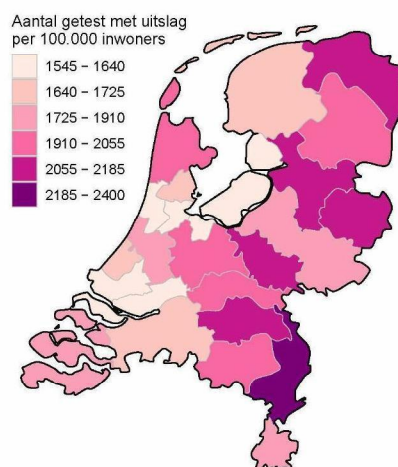 Aantal getest met uitslag
per 100.000 inwoners
1545 – 1640
1640 – 1725
1725 – 1910
1910 – 2055
2055 – 2185
2185 – 2400